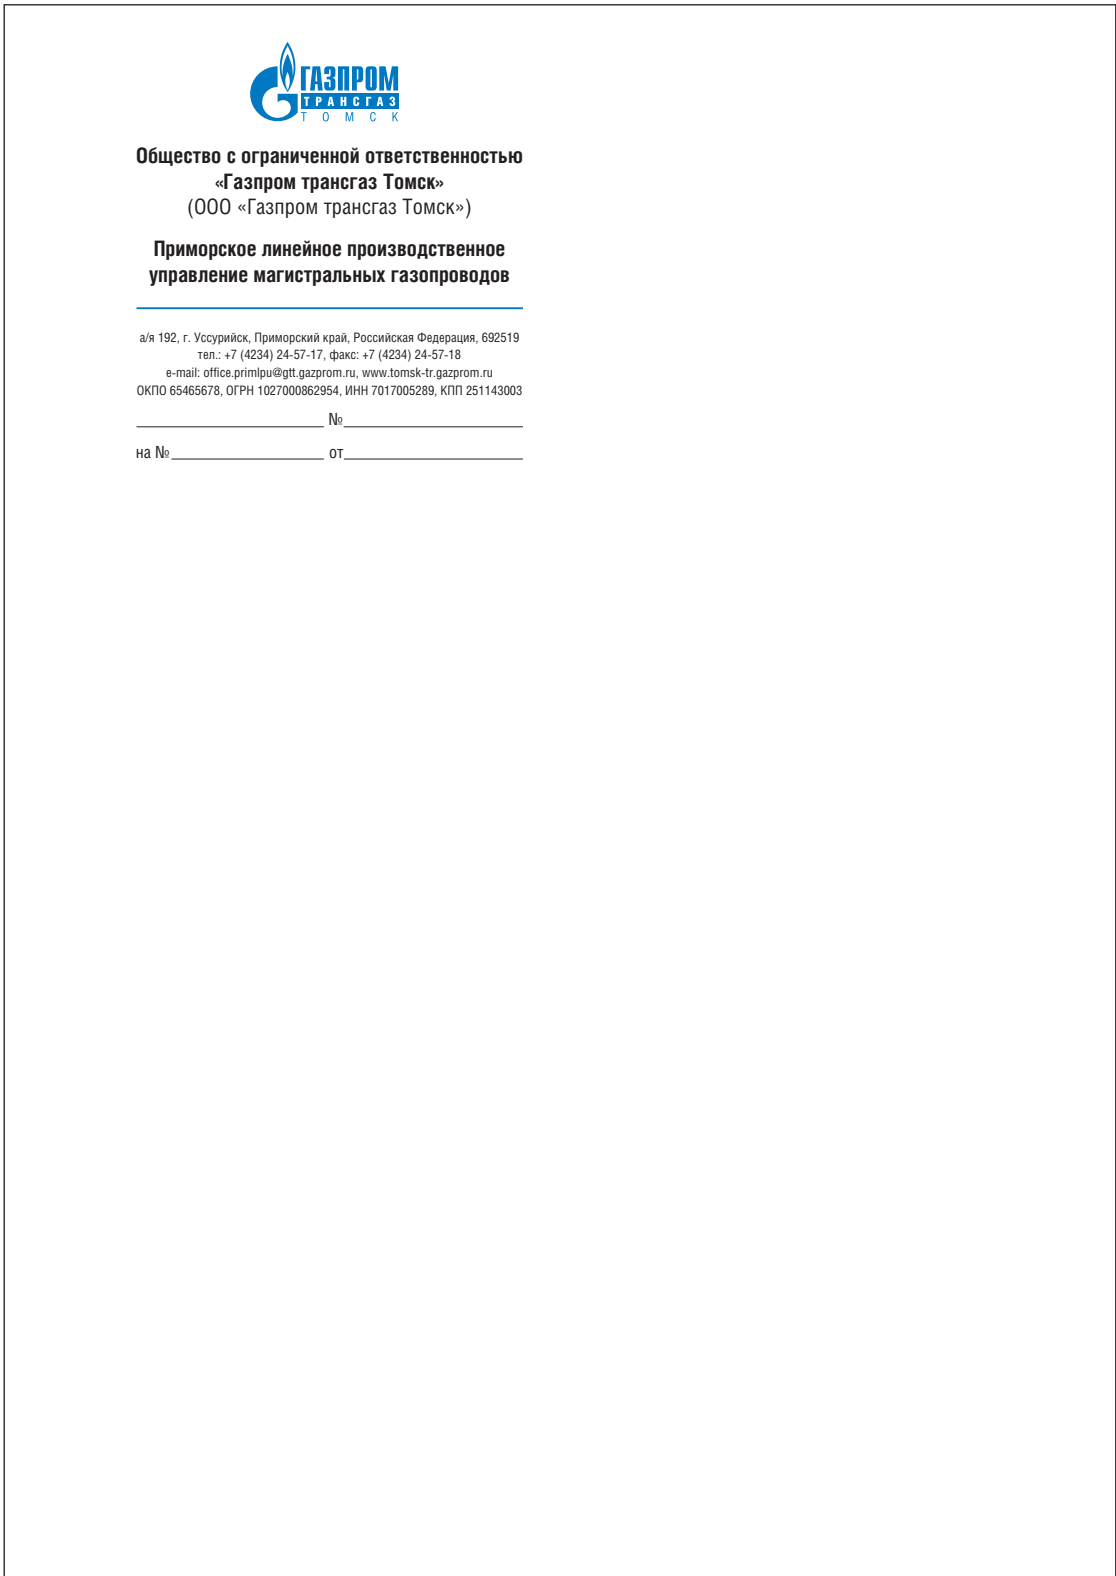 ГАЗПРОМ
ТРАНСГАЗ
ТОМСК
Общество с ограниченной ответственностью
«Газпром трансгаз Томск»
(ООО «Газпром трансгаз Томск»)
Приморское линейное производственное
управление магистральных газопроводов
а/я 192, г. Уссурийск, Приморский край, Российская Федерация, 692519
тел.: +7 (4234) 24-57-17, факс: +7 (4234) 24-57-18
e-mail: office.primlpu@gtt.gazprom.ru, www.tomsk-tr.gazprom.ru
ОКПО 65465678, ОГРН 1027000862954, ИНН 7017005289, КПП 251143003
№
на № от